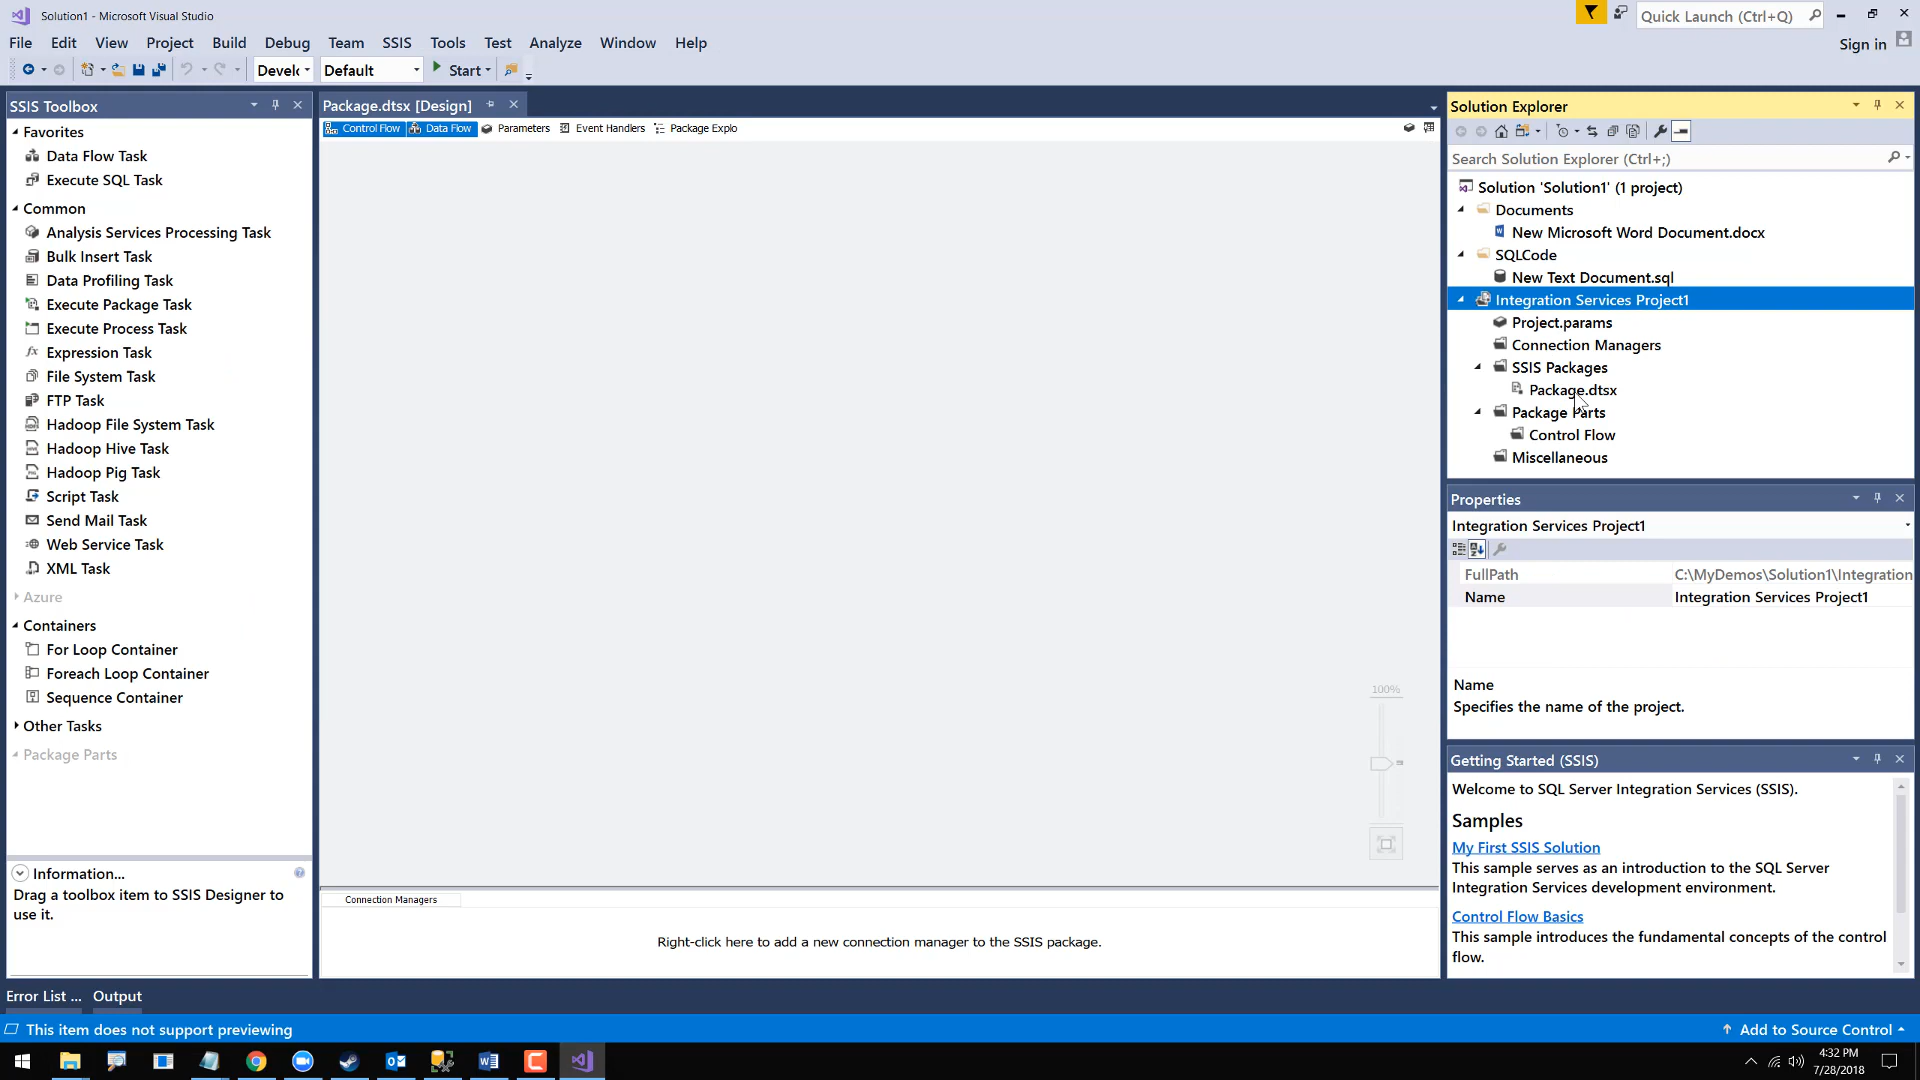 Solution1 - Microsoft Visual Studio
Quick Launch (Ctrl+Q)
File Edit View Project Build Debug Team SSIS Tools Test Analyze Window Help
Sign in
Develc Default Start
SSIS Toolbox
Favorites
Data Flow Task
Execute SQL Task
Common
Analysis Services Processing Task
Bulk Insert Task
Data Profiling Task
Execute Package Task
Execute Process Task
Expression Task
File System Task
FTP Task
Hadoop File System Task
Hadoop Hive Task
Hadoop Pig Task
Script Task
Send Mail Task
Web Service Task
XML Task
Azure
Containers
For Loop Container
Foreach Loop Container
Sequence Container
Other Tasks
Package Parts
Information...
Drag a toolbox item to SSIS Designer to
use it.
Package.dtsx [Design]
Control Flow Data Flow Parameters Event Handlers Package Explo
100%
Connection Managers
Right-click here to add a new connection manager to the SSIS package.
Solution Explorer
Search Solution Explorer (Ctrl+;)
Solution 'Solution1' (1 project)
Documents
New Microsoft Word Document.docx
SQLCode
New Text Document.sql
Integration Services Project1
Project.params
Connection Managers
SSIS Packages
Package.dtsx
Package Parts
Control Flow
Miscellaneous
Properties
Integration Services Project1
FullPath C:\MyDemos\Solution1\Integration
Name Integration Services Project1
Name
Specifies the name of the project.
Getting Started (SSIS)
Welcome to SQL Server Integration Services (SSIS).
Samples
My First SSIS Solution
This sample serves as an introduction to the SQL Server
Integration Services development environment.
Control Flow Basics
This sample introduces the fundamental concepts of the control
flow.
Error List ... Output
This item does not support previewing
Add to Source Control
4:32 PM
7/28/2018